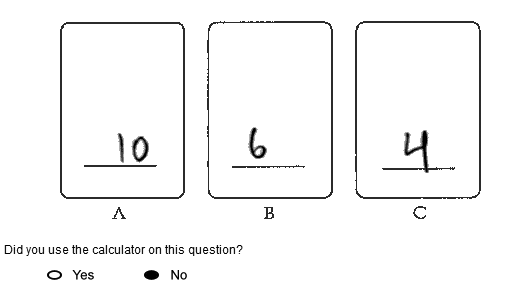 10 6 4
A B C
Did you use the calculator on this question?
Yes No